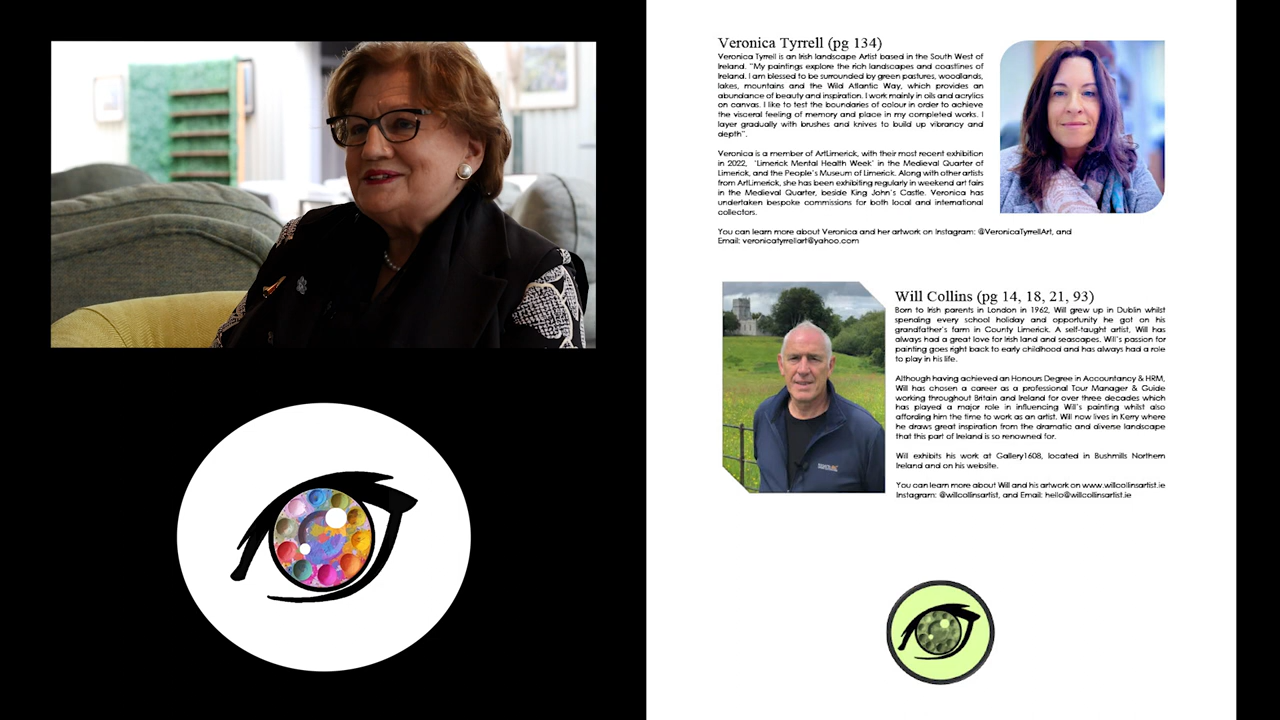 Veronica Tyrrell (pg 134)
Veronica Tyrrell is an Irish landscape Artist based in the South West of
Ireland. "My paintings explore the rich landscapes and coastlines of
Ireland. I am blessed to be surrounded by green pastures, woodlands,
lakes, mountains and the Wild Atlantic Way, which provides an
abundance of beauty and inspiration. I work mainly in oils and acrylics
on canvas. I like to test the boundaries of colour in order to achieve
the visceral feeling of memory and place in my completed works. I
layer gradually with brushes and knives to build up vibrancy and
depth".
Veronica is a member of ArtLimerick, with their most recent exhibition
in 2022, 'Limerick Mental Health Week' in the Medieval Quarter of
Limerick, and the People's Museum of Limerick. Along with other artists
from ArtLimerick, she has been exhibiting regularly in weekend art fairs
in the Medieval Quarter, beside King John's Castle. Veronica has
undertaken bespoke commissions for both local and international
collectors.
You can learn more about Veronica and her artwork on Instagram: @VeronicaTyrrellArt, and
Email: veronicatyrrellart@yahoo.com
Will Collins (pg 14, 18, 21, 93)
Born to Irish parents in London in 1962, Will grew up in Dublin whilst
spending every school holiday and opportunity he got on his
grandfather's farm in County Limerick. A self-taught artist, Will has
always had a great love for Irish land and seascapes. Will's passion for
painting goes right back to early childhood and has always had a role
to play in his life.
Although having achieved an Honours Degree in Accountancy & HRM,
Will has chosen a career as a professional Tour Manager & Guide
working throughout Britain and Ireland for over three decades which
has played a major role in influencing Will's painting whilst also
affording him the time to work as an artist. Will now lives in Kerry where
he draws great inspiration from the dramatic and diverse landscape
that this part of Ireland is so renowned for.
Will exhibits his work at Gallery1608, located in Bushmills Northern
Ireland and on his website.
You can learn more about Will and his artwork on www.willcollinsartist.ie
Instagram: @willcollinsartist, and Email: hello@willcollinsartist.ie